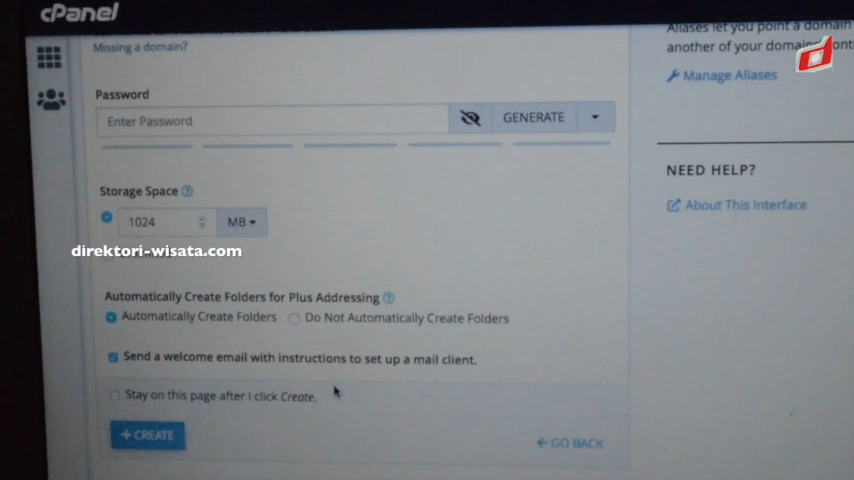 cPanel
Missing a domain?
Password
Enter Password
GENERATE
Storage Space
1024
MB
direktori-wisata.com
Automatically Create Folders for Plus Addressing
Automatically Create Folders
Do Not Automatically Create Folders
Send a welcome email with instructions to set up a mail client.
Stay on this page after I click Create.
+ CREATE
GO BACK
Aliases let you point a domain
another of your domains
Manage Aliases
NEED HELP?
About This Interface